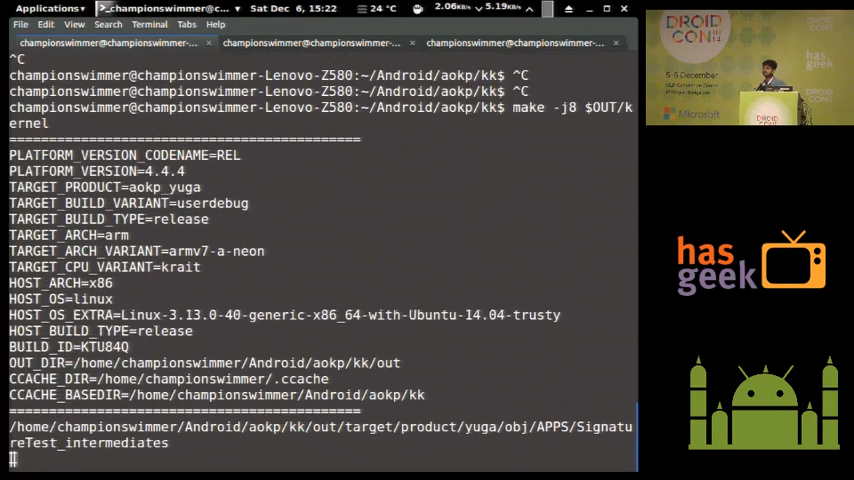 Applications▾ >_championswimmer@c... ▾ Sat Dec 6, 15:22 24 °C 2.06KB/s 5.19KB/s
File Edit View Search Terminal Tabs Help
championswimmer@championswimmer-... × championswimmer@championswimmer-... × championswimmer@championswimmer-... ×
^C
championswimmer@championswimmer-Lenovo-Z580:~/Android/aokp/kk$ ^C
championswimmer@championswimmer-Lenovo-Z580:~/Android/aokp/kk$ ^C
championswimmer@championswimmer-Lenovo-Z580:~/Android/aokp/kk$ make -j8 $OUT/k
ernel
============================================
PLATFORM_VERSION_CODENAME=REL
PLATFORM_VERSION=4.4.4
TARGET_PRODUCT=aokp_yuga
TARGET_BUILD_VARIANT=userdebug
TARGET_BUILD_TYPE=release
TARGET_ARCH=arm
TARGET_ARCH_VARIANT=armv7-a-neon
TARGET_CPU_VARIANT=krait
HOST_ARCH=x86
HOST_OS=linux
HOST_OS_EXTRA=Linux-3.13.0-40-generic-x86_64-with-Ubuntu-14.04-trusty
HOST_BUILD_TYPE=release
BUILD_ID=KTU84Q
OUT_DIR=/home/championswimmer/Android/aokp/kk/out
CCACHE_DIR=/home/championswimmer/.ccache
CCACHE_BASEDIR=/home/championswimmer/Android/aokp/kk
============================================
/home/championswimmer/Android/aokp/kk/out/target/product/yuga/obj/APPS/Signatu
reTest_intermediates
DROID
CON IN 14
has
geek
5-6 December
Microsoft
DROID
CON
has
geek